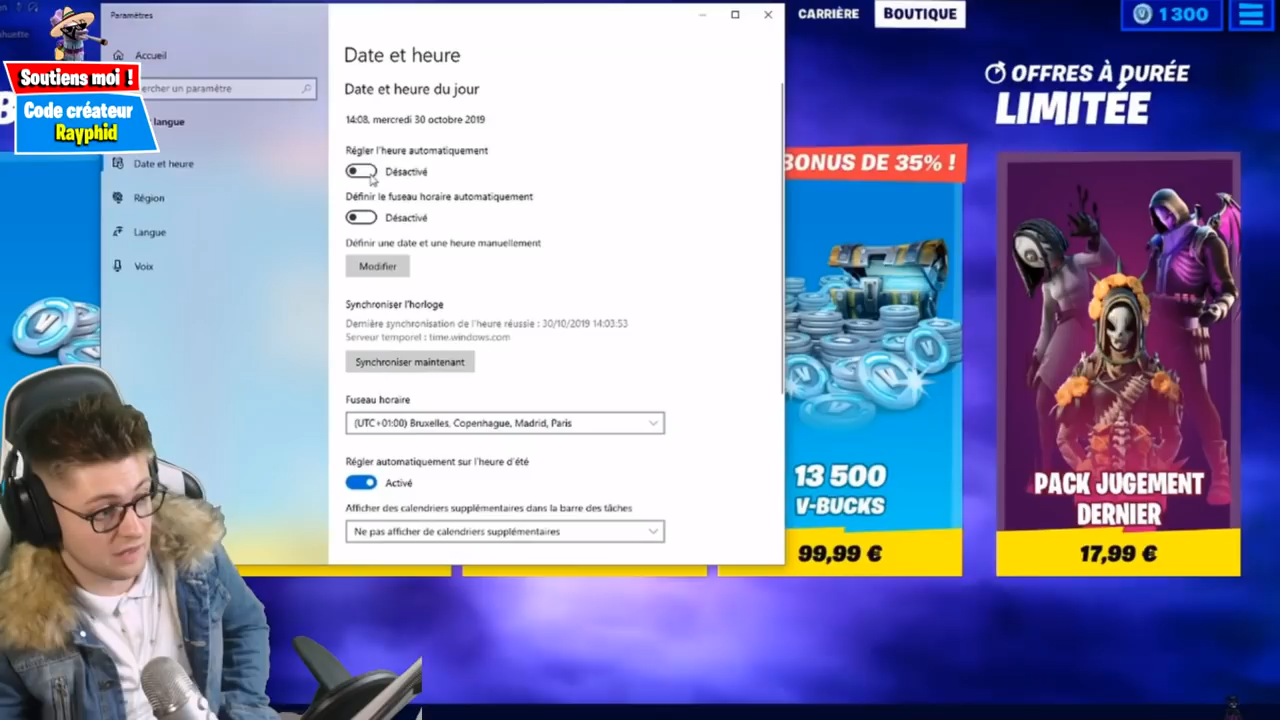 Paramètres
Accueil
ercher un paramètre
langue
Date et heure
Région
Langue
Voix
Date et heure
Date et heure du jour
14:08, mercredi 30 octobre 2019
Régler l'heure automatiquement
Désactivé
Définir le fuseau horaire automatiquement
Désactivé
Définir une date et une heure manuellement
Modifier
Synchroniser l'horloge
Dernière synchronisation de l'heure réussie : 30/10/2019 14:03:53
Serveur temporel : time.windows.com
Synchroniser maintenant
Fuseau horaire
(UTC+01:00) Bruxelles, Copenhague, Madrid, Paris
Régler automatiquement sur l'heure d'été
Activé
Afficher des calendriers supplémentaires dans la barre des tâches
Ne pas afficher de calendriers supplémentaires
Soutiens moi !
Code créateur
Rayphid
CARRIÈRE
BOUTIQUE
1 300
OFFRES À DURÉE
LIMITÉE
BONUS DE 35% !
13 500
V-BUCKS
99,99 €
PACK JUGEMENT
DERNIER
17,99 €